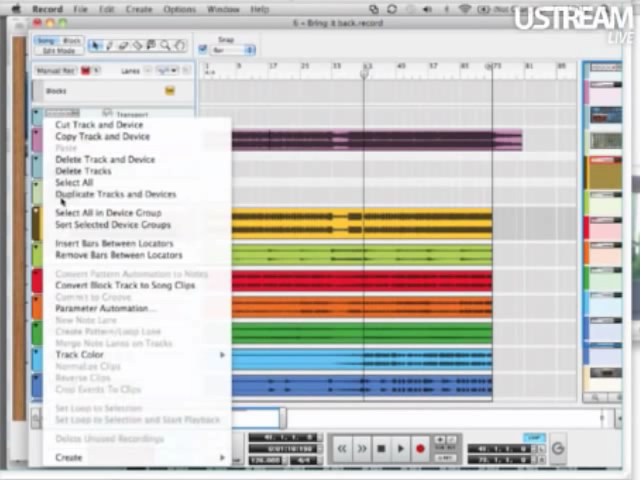 Record File Edit Create Options Window Help
USTREAM
LIVE
6 - Bring it back.record
Song Block
Edit Mode
Snap
Bar
Manual Rec
Lanes
Blocks
Transport
Cut Track and Device
Copy Track and Device
Paste
Delete Track and Device
Delete Tracks
Select All
Duplicate Tracks and Devices
Select All in Device Group
Sort Selected Device Groups
Insert Bars Between Locators
Remove Bars Between Locators
Convert Pattern Automation to Notes
Convert Block Track to Song Clips
Commit to Groove
Parameter Automation...
New Note Lane
Create Pattern/Loop Lane
Merge Note Lanes on Tracks
Track Color
Normalize Clips
Reverse Clips
Crop Events To Clips
Set Loop to Selection
Set Loop to Selection and Start Playback
Delete Unused Recordings
Create